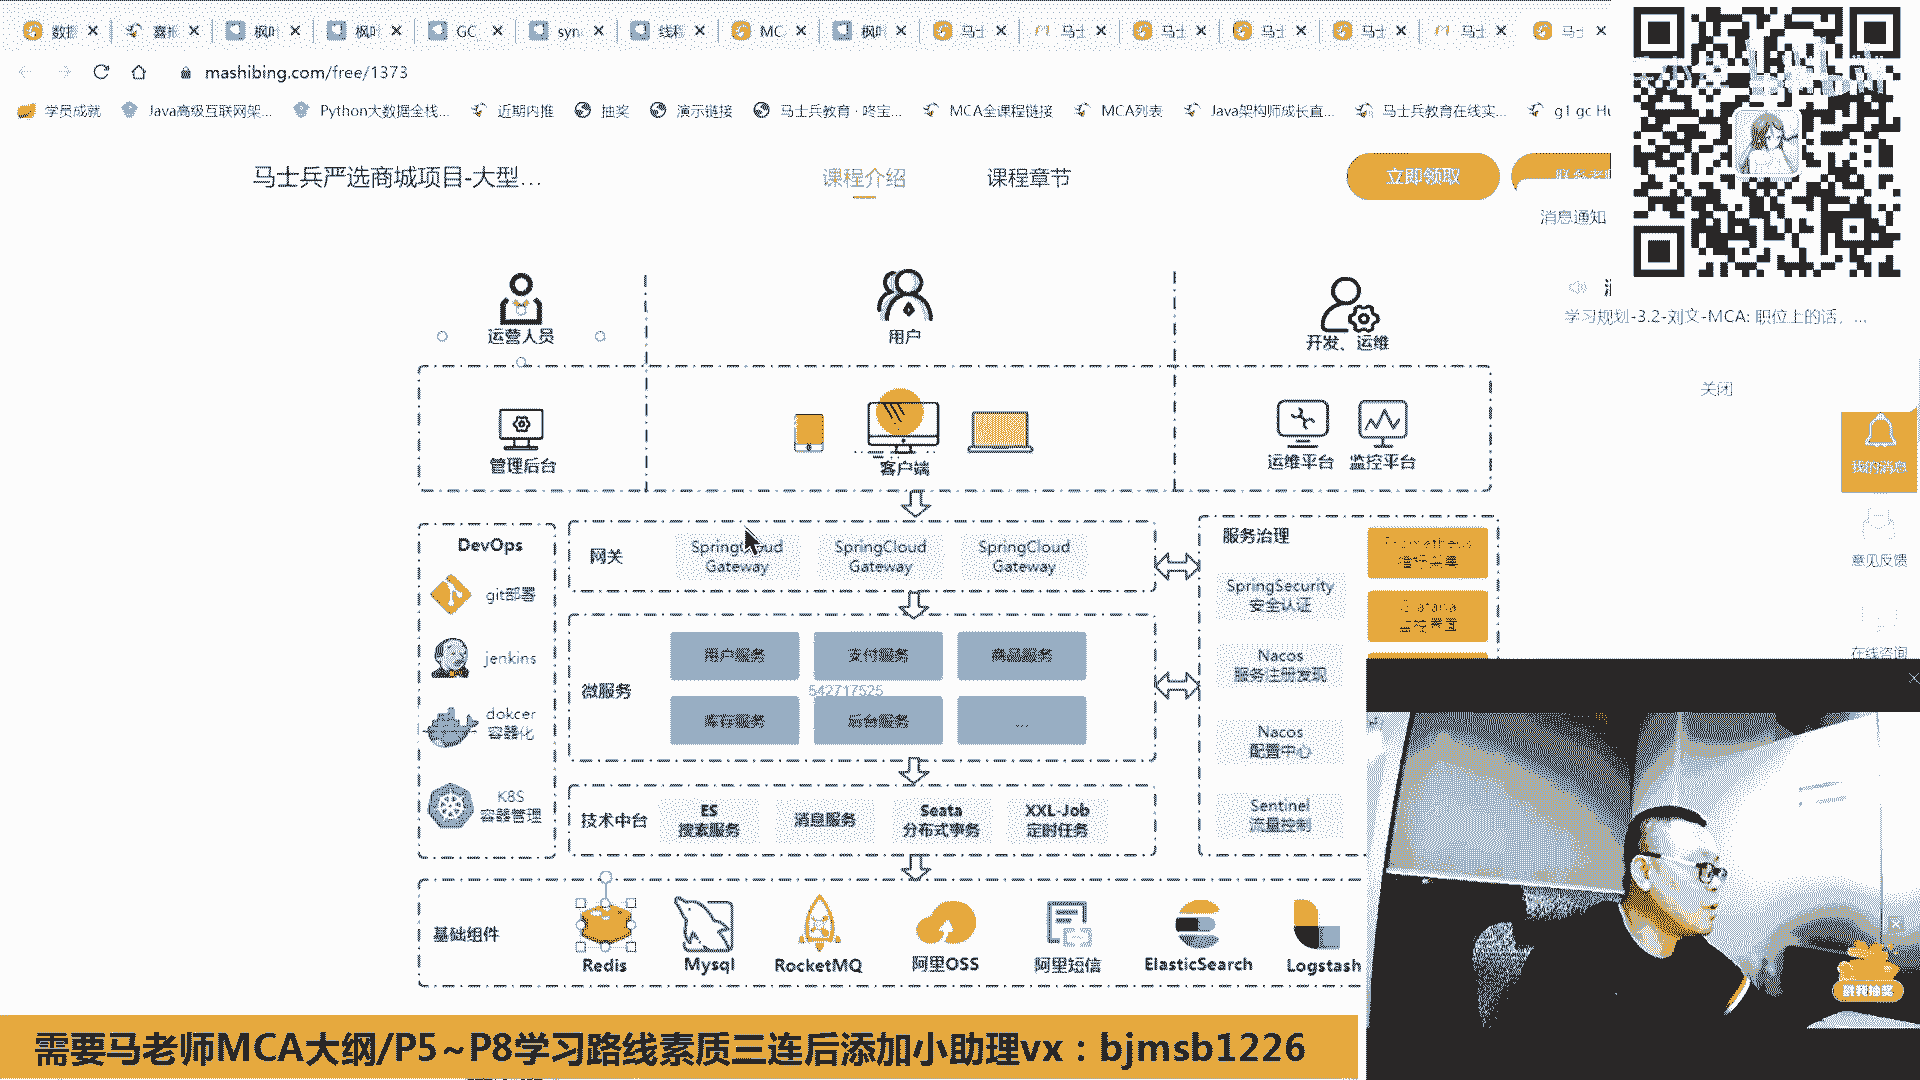 数据
喜报
枫叶
枫叶
GC
syn
线程
MC
枫叶
马士
马士
马士
马士
马士
马士
马士
mashibing.com/free/1373
学员成就
Java高级互联网架...
Python大数据全栈...
近期内推
抽奖
演示链接
马士兵教育 · 咚宝...
MCA全课程链接
MCA列表
Java架构师成长直...
马士兵教育在线实...
g1 gc Hu
马士兵严选商城项目-大型...
课程介绍
课程章节
立即领取
消息通知
学习规划-3.2-刘文-MCA: 职位上的话，...
关闭
我的消息
意见反馈
在线咨询
运营人员
用户
开发、运维
管理后台
客户端
运维平台
监控平台
DevOps
git部署
jenkins
dokcer
容器化
K8S
容器管理
网关
SpringCloud
Gateway
SpringCloud
Gateway
SpringCloud
Gateway
微服务
用户服务
支付服务
商品服务
542717525
库存服务
后台服务
...
技术中台
ES
搜索服务
消息服务
Seata
分布式事务
XXL-Job
定时任务
服务治理
SpringSecurity
安全认证
Nacos
服务注册发现
Nacos
配置中心
Sentinel
流量控制
Prometheus
Grafana
基础组件
Redis
Mysql
RocketMQ
阿里OSS
阿里短信
ElasticSearch
Logstash
戳我抽奖
需要马老师MCA大纲/P5~P8学习路线素质三连后添加小助理vx：bjmsb1226